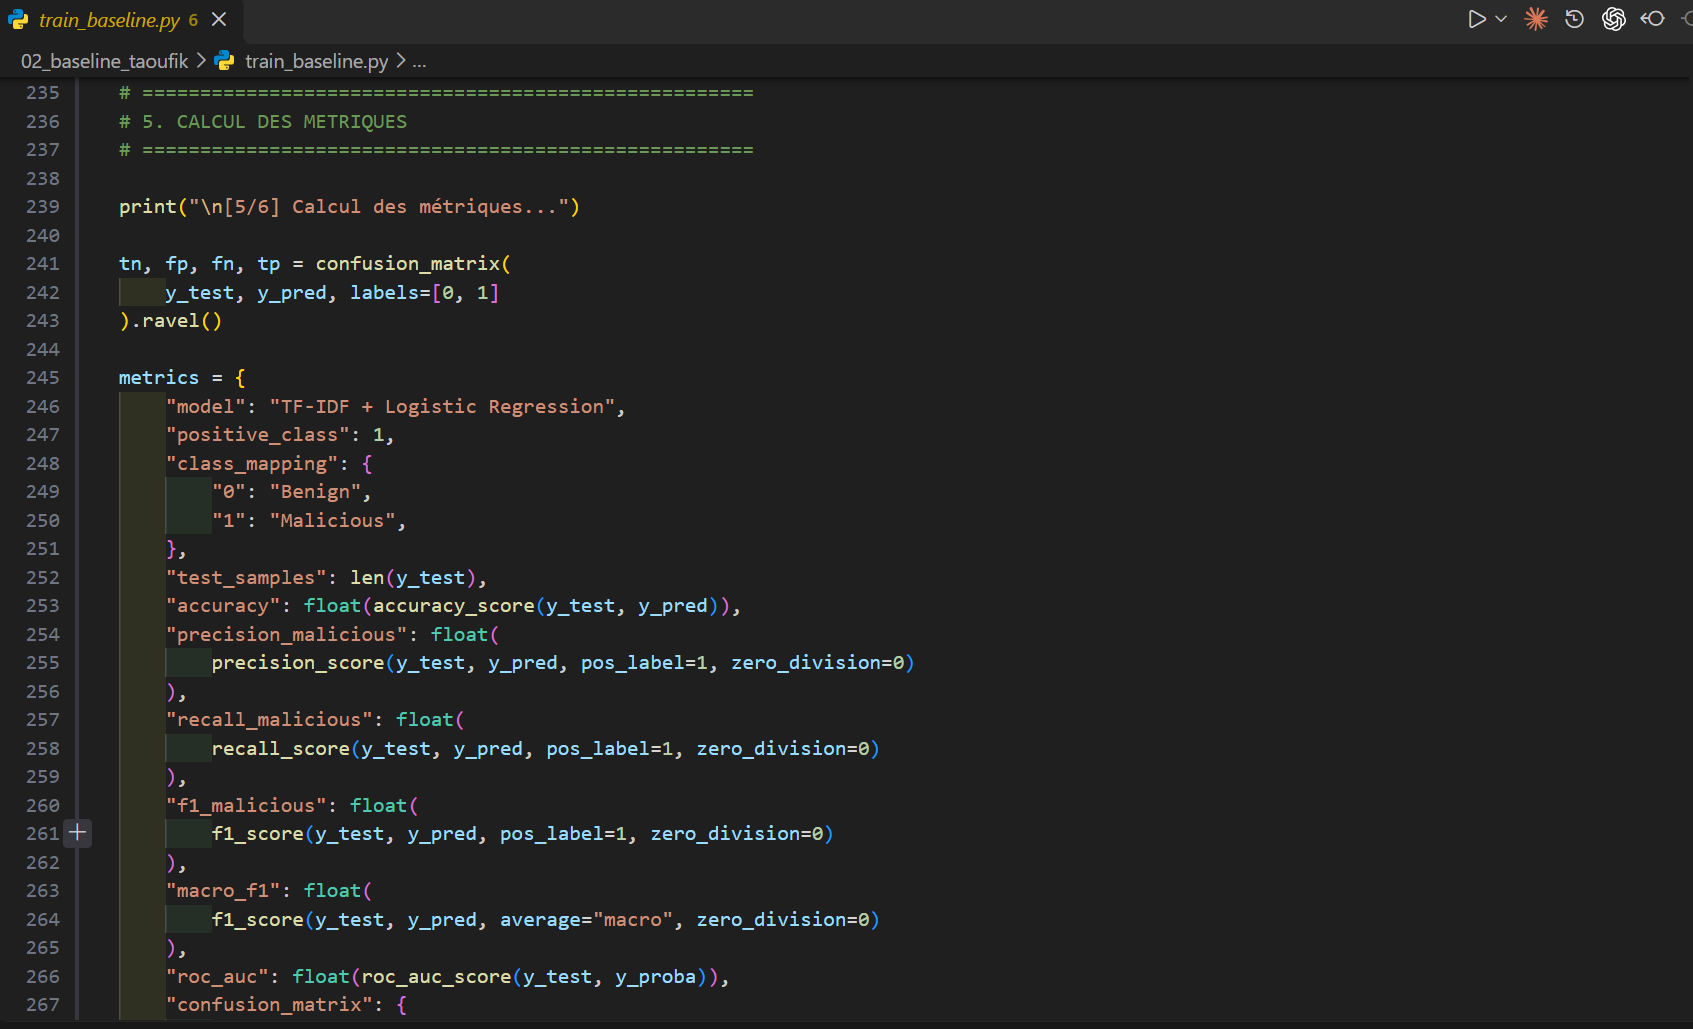 train_baseline.py 6
02_baseline_taoufik > train_baseline.py > ...
235 # =====================================================
236 # 5. CALCUL DES METRIQUES
237 # =====================================================
238
239 print("\n[5/6] Calcul des métriques...")
240
241 tn, fp, fn, tp = confusion_matrix(
242     y_test, y_pred, labels=[0, 1]
243 ).ravel()
244
245 metrics = {
246     "model": "TF-IDF + Logistic Regression",
247     "positive_class": 1,
248     "class_mapping": {
249         "0": "Benign",
250         "1": "Malicious",
251     },
252     "test_samples": len(y_test),
253     "accuracy": float(accuracy_score(y_test, y_pred)),
254     "precision_malicious": float(
255         precision_score(y_test, y_pred, pos_label=1, zero_division=0)
256     ),
257     "recall_malicious": float(
258         recall_score(y_test, y_pred, pos_label=1, zero_division=0)
259     ),
260     "f1_malicious": float(
261         f1_score(y_test, y_pred, pos_label=1, zero_division=0)
262     ),
263     "macro_f1": float(
264         f1_score(y_test, y_pred, average="macro", zero_division=0)
265     ),
266     "roc_auc": float(roc_auc_score(y_test, y_proba)),
267     "confusion_matrix": {